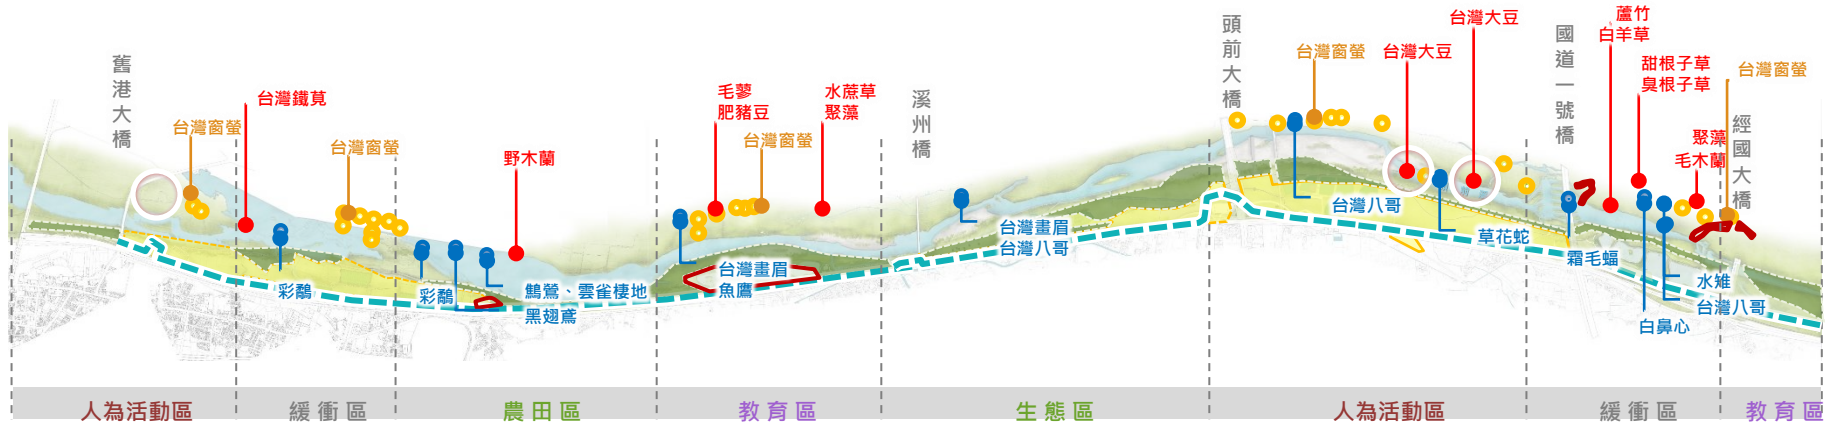 舊港大橋
台灣窗螢
台灣鐵莧
台灣窗螢
彩鷸
彩鷸
野木蘭
鷦鶯、雲雀棲地
黑翅鳶
毛蓼
肥豬豆
台灣窗螢
水蔗草
聚藻
台灣畫眉
魚鷹
溪州橋
台灣畫眉
台灣八哥
頭前大橋
台灣窗螢
台灣大豆
台灣大豆
台灣八哥
草花蛇
國道一號橋
蘆竹
白羊草
甜根子草
臭根子草
聚藻
毛木蘭
經國大橋
台灣窗螢
霜毛蝠
水雉
台灣八哥
白鼻心
人為活動區
緩衝區
農田區
教育區
生態區
人為活動區
緩衝區
教育區